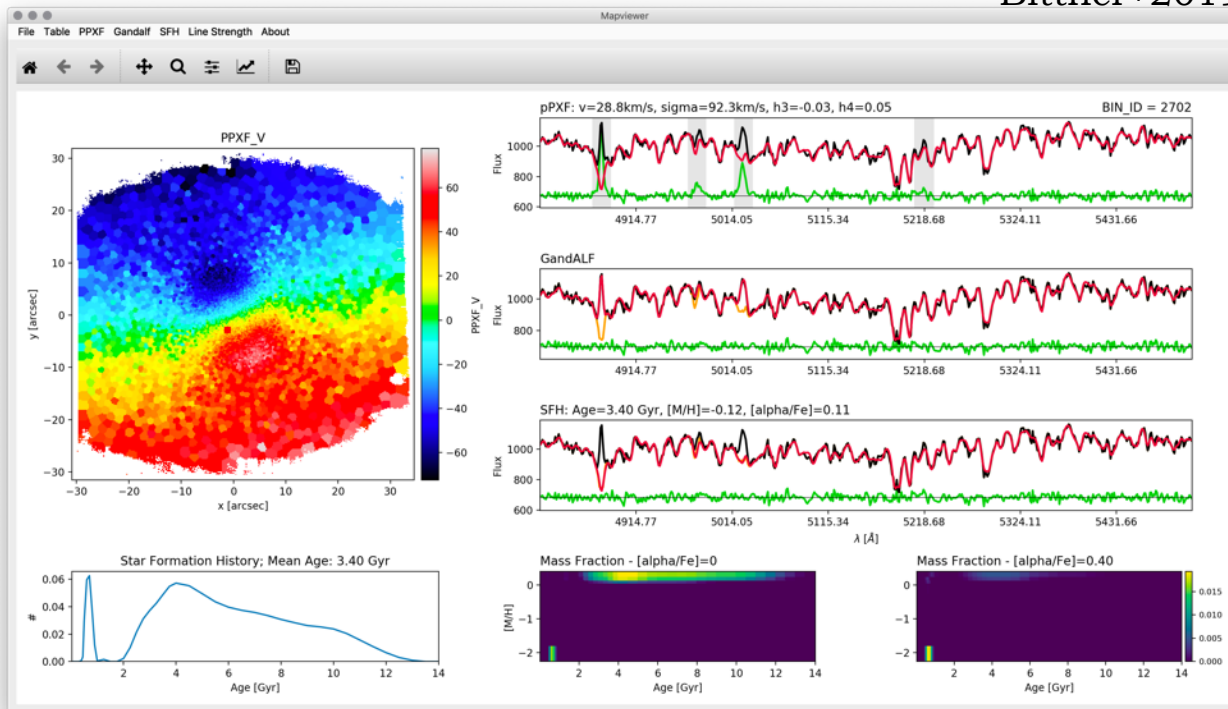 Mapviewer
File Table PPXF Gandalf SFH Line Strength About
PPXF_V
30
20
10
0
−10
−20
−30
y [arcsec]
−30 −20 −10 0 10 20 30
x [arcsec]
60
40
20
0
−20
−40
−60
PPXF_V
pPXF: v=28.8km/s, sigma=92.3km/s, h3=-0.03, h4=0.05 BIN_ID = 2702
1000
800
600
Flux
4914.77 5014.05 5115.34 5218.68 5324.11 5431.66
GandALF
1000
800
Flux
4914.77 5014.05 5115.34 5218.68 5324.11 5431.66
SFH: Age=3.40 Gyr, [M/H]=-0.12, [alpha/Fe]=0.11
1000
800
600
Flux
4914.77 5014.05 5115.34 5218.68 5324.11 5431.66
λ [Å]
Star Formation History; Mean Age: 3.40 Gyr
0.06
0.04
0.02
0.00
#
0 2 4 6 8 10 12 14
Age [Gyr]
Mass Fraction - [alpha/Fe]=0
0
−1
−2
[M/H]
2 4 6 8 10 12 14
Age [Gyr]
Mass Fraction - [alpha/Fe]=0.40
0
−1
−2
2 4 6 8 10 12 14
Age [Gyr]
0.015
0.010
0.005
0.000